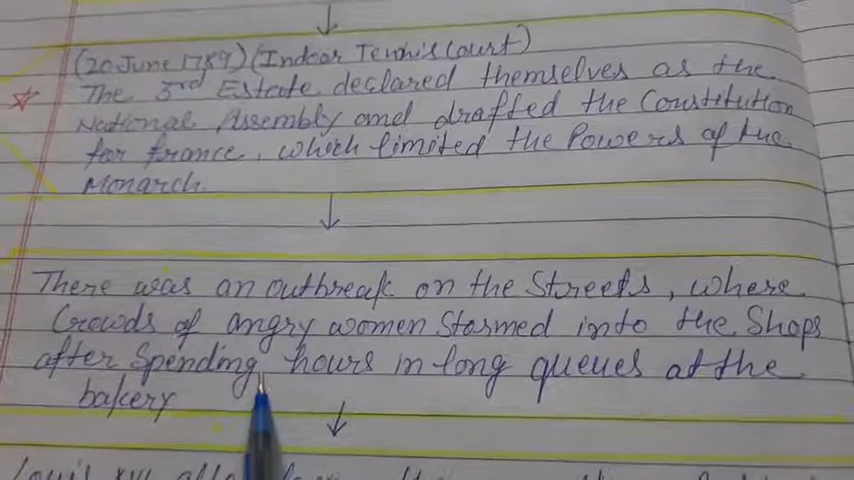 (20 June 1789) (Indoor Tennis Court)
The 3rd Estate declared themselves as the
National Assembly and drafted the Constitution
for france, which limited the Powers of the
Monarch.
There was an outbreak on the Streets, where
Crowds of angry women Stormed into the Shops
after Spending hours in long queues at the
bakery
Louis XVI